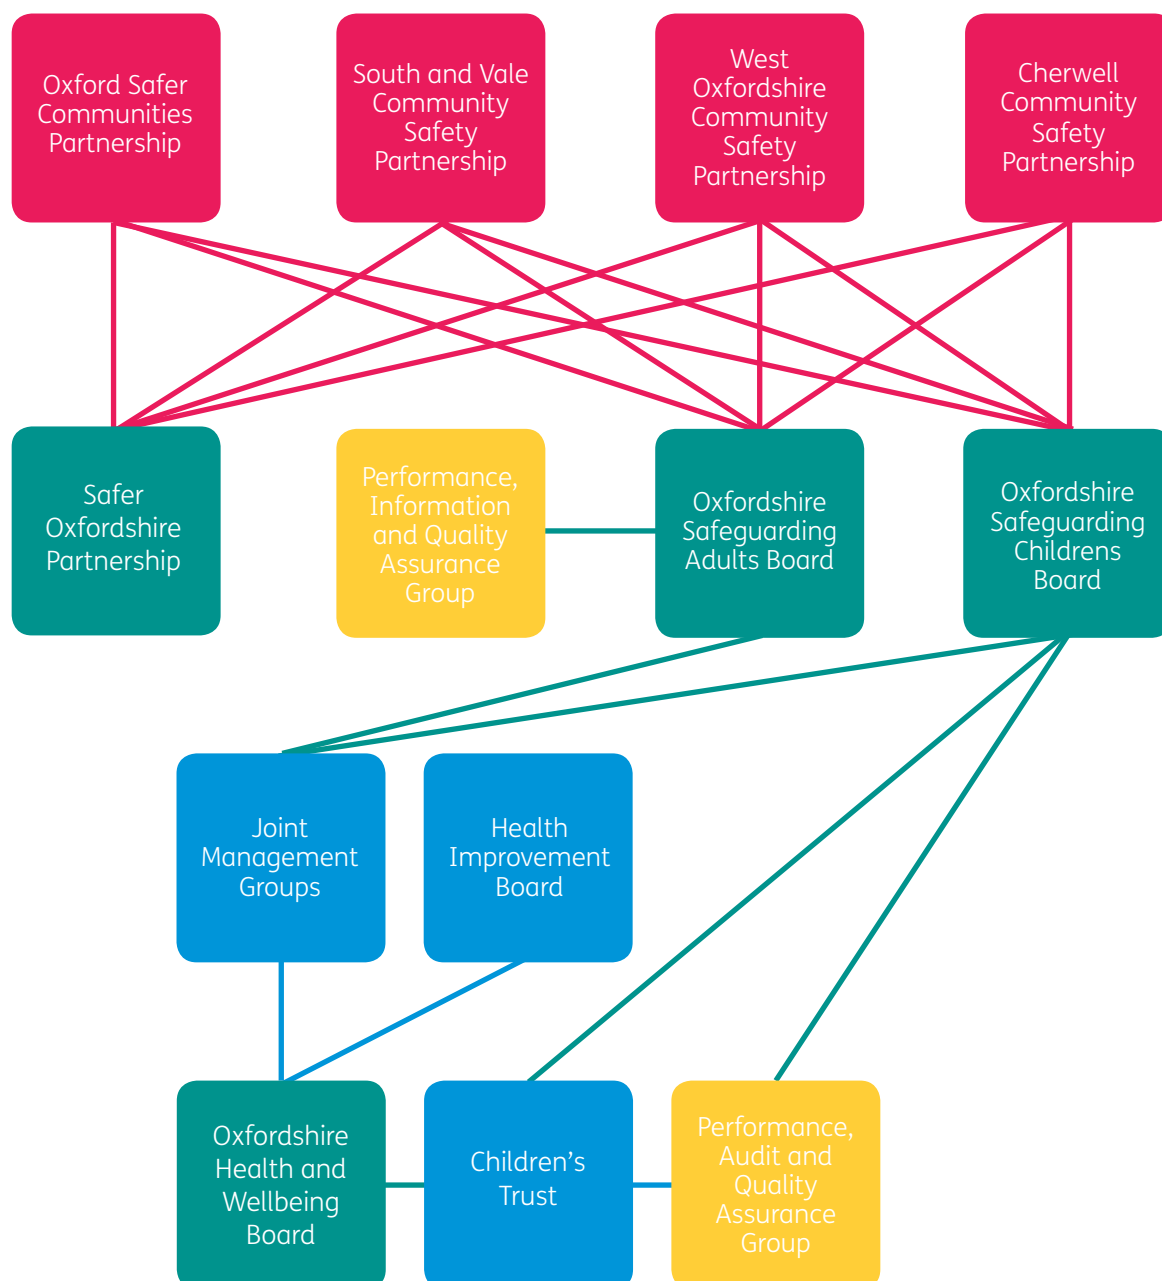 Oxford Safer
Communities
Partnership
South and Vale
Community
Safety
Partnership
West
Oxfordshire
Community
Safety
Partnership
Cherwell
Community
Safety
Partnership
Safer
Oxfordshire
Partnership
Performance,
Information
and Quality
Assurance
Group
Oxfordshire
Safeguarding
Adults Board
Oxfordshire
Safeguarding
Childrens
Board
Joint
Management
Groups
Health
Improvement
Board
Oxfordshire
Health and
Wellbeing
Board
Children’s
Trust
Performance,
Audit and
Quality
Assurance
Group